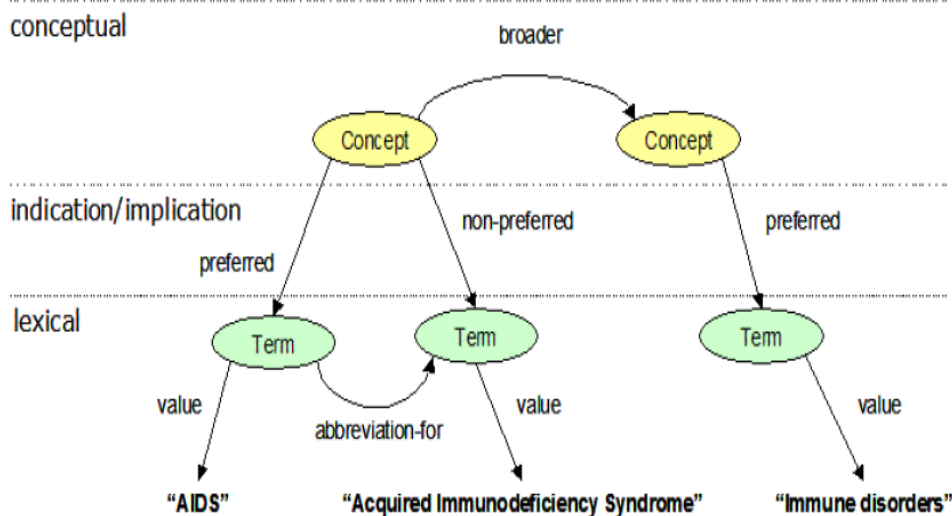 conceptual
broader
Concept
Concept
indication/implication
non-preferred
preferred
preferred
lexical
Term
Term
Term
value
value
value
abbreviation-for
“AIDS”
“Acquired Immunodeficiency Syndrome”
“Immune disorders”